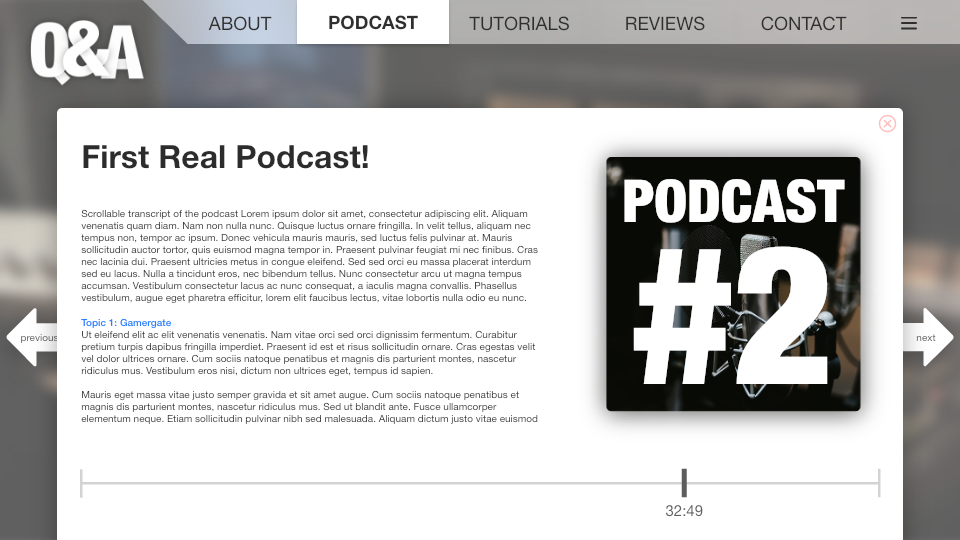 Q&A
ABOUT
PODCAST
TUTORIALS
REVIEWS
CONTACT
First Real Podcast!
Scrollable transcript of the podcast Lorem ipsum dolor sit amet, consectetur adipiscing elit. Aliquam
venenatis quam diam. Nam non nulla nunc. Quisque luctus ornare fringilla. In velit tellus, aliquam nec
tempus non, tempor ac ipsum. Donec vehicula mauris mauris, sed luctus felis pulvinar at. Mauris
sollicitudin auctor tortor, quis euismod magna tempor in. Praesent pulvinar feugiat mi nec finibus. Cras
nec lacinia dui. Praesent ultricies metus in congue eleifend. Sed sed orci eu massa placerat interdum
sed eu lacus. Nulla a tincidunt eros, nec bibendum tellus. Nunc consectetur arcu ut magna tempus
accumsan. Vestibulum consectetur lacus ac nunc consequat, a iaculis magna convallis. Phasellus
vestibulum, augue eget pharetra efficitur, lorem elit faucibus lectus, vitae lobortis nulla odio eu nunc.
Topic 1: Gamergate
Ut eleifend elit ac elit venenatis venenatis. Nam vitae orci sed orci dignissim fermentum. Curabitur
pretium turpis dapibus fringilla imperdiet. Praesent id est et risus sollicitudin ornare. Cras egestas velit
vel dolor ultrices ornare. Cum sociis natoque penatibus et magnis dis parturient montes, nascetur
ridiculus mus. Vestibulum eros nisi, dictum non ultrices eget, tempus id sapien.
Mauris eget massa vitae justo semper gravida et sit amet augue. Cum sociis natoque penatibus et
magnis dis parturient montes, nascetur ridiculus mus. Sed ut blandit ante. Fusce ullamcorper
elementum neque. Etiam sollicitudin pulvinar nibh sed malesuada. Aliquam dictum justo vitae euismod
PODCAST
#2
previous
next
32:49